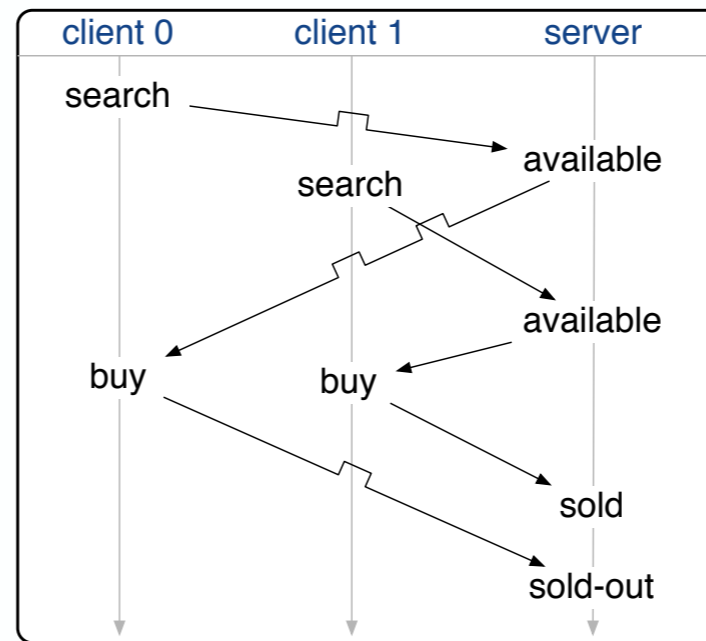 client 0 client 1 server
search
available
search
available
buy buy
sold
sold-out